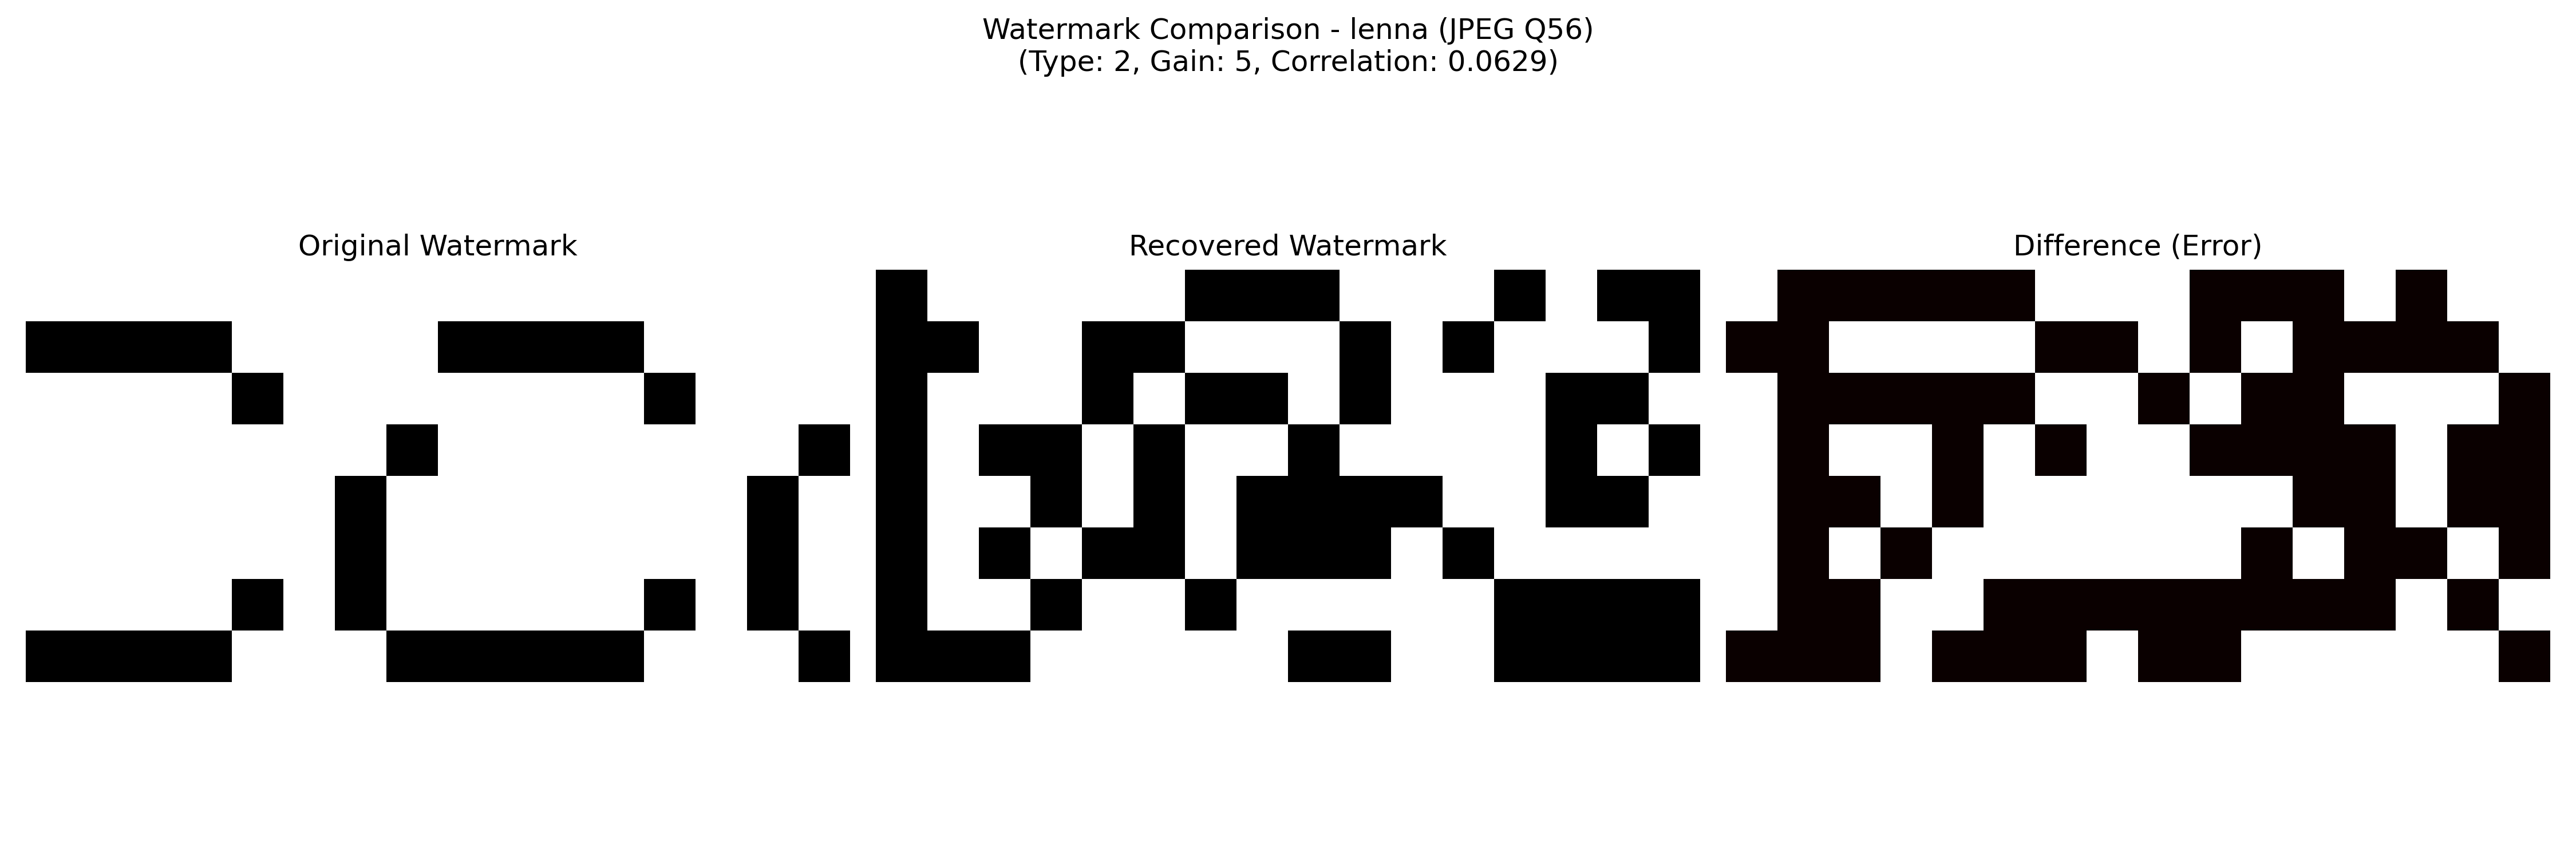 Watermark Comparison - lenna (JPEG Q56)
(Type: 2, Gain: 5, Correlation: 0.0629)
Original Watermark
Recovered Watermark
Difference (Error)